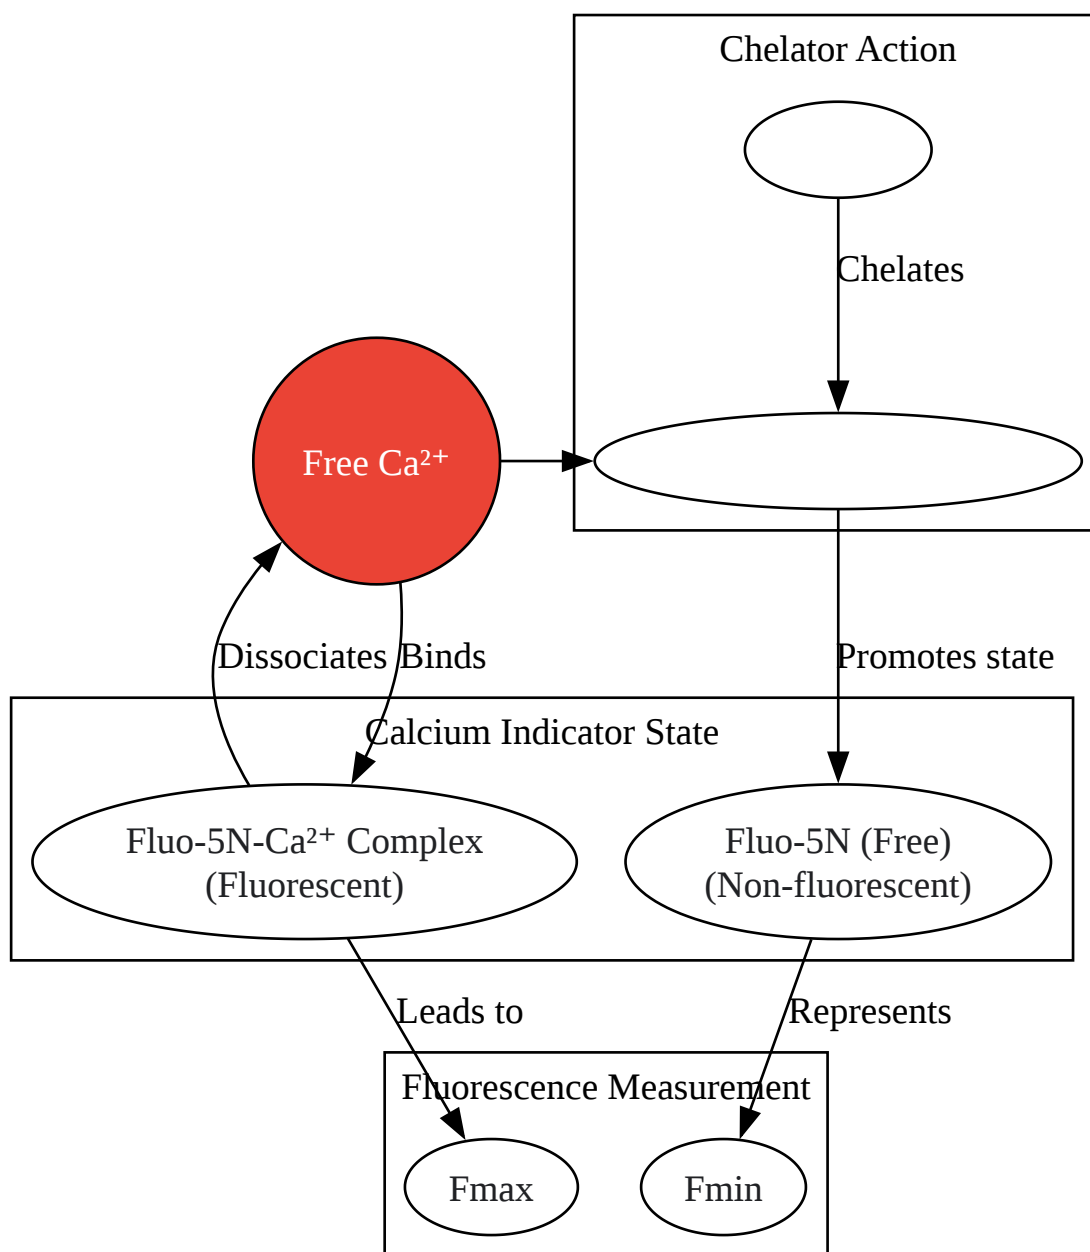 Chelator Action
Chelates
Free Ca²⁺
Dissociates
Binds
Promotes state
Calcium Indicator State
Fluo-5N-Ca²⁺ Complex
(Fluorescent)
Fluo-5N (Free)
(Non-fluorescent)
Leads to
Represents
Fluorescence Measurement
Fmax
Fmin